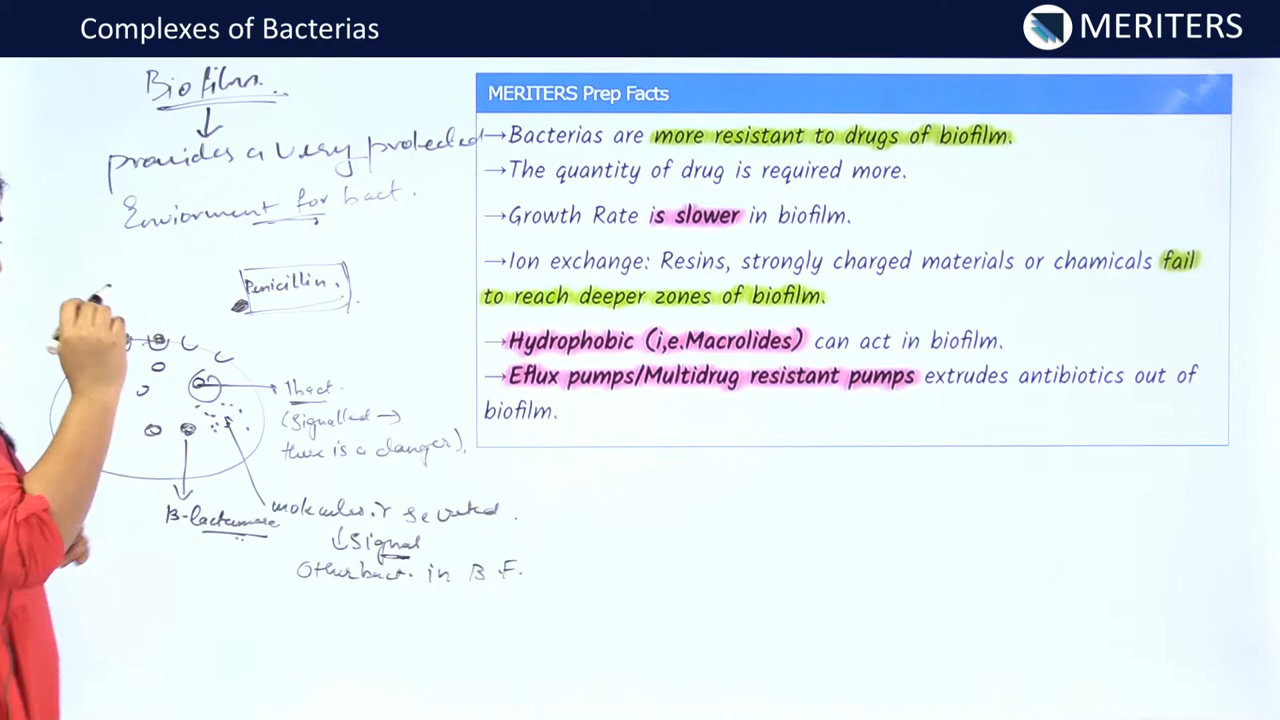 Complexes of Bacterias
MERITERS
Biofilm.
provides a very protected
Enviorment for bact.
Penicillin.
1bact.
(Signalled →
there is a danger).
B-lactamase
molecules. r secreted.
↓ Signal
Other bact. in B.F.
MERITERS Prep Facts
→Bacterias are more resistant to drugs of biofilm.
→The quantity of drug is required more.
→Growth Rate is slower in biofilm.
→Ion exchange: Resins, strongly charged materials or chamicals fail
to reach deeper zones of biofilm.
→Hydrophobic (i,e.Macrolides) can act in biofilm.
→Eflux pumps/Multidrug resistant pumps extrudes antibiotics out of
biofilm.